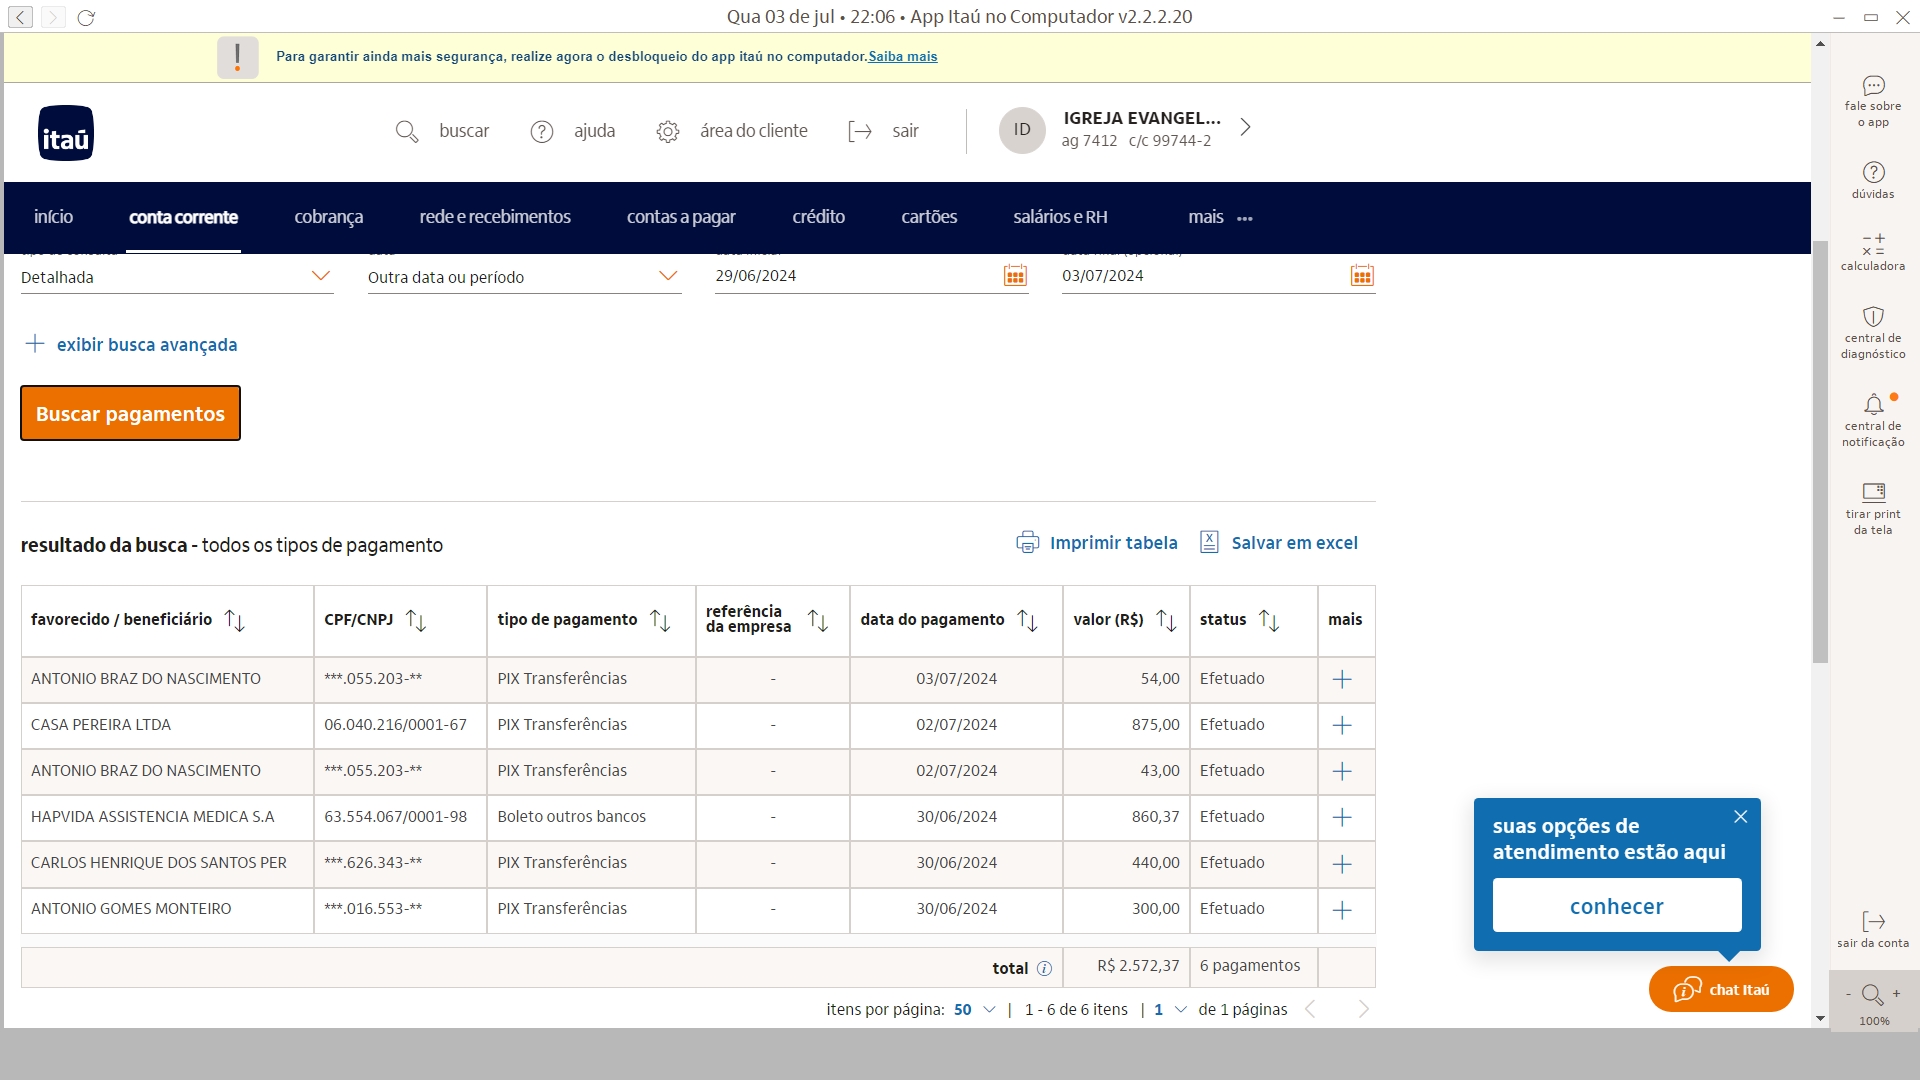 Qua 03 de jul • 22:06 • App Itaú no Computador v2.2.2.20
! Para garantir ainda mais segurança, realize agora o desbloqueio do app itaú no computador.Saiba mais
itaú
buscar
? ajuda
área do cliente
sair
ID
IGREJA EVANGEL...
ag 7412 c/c 99744-2
início
conta corrente
cobrança
rede e recebimentos
contas a pagar
crédito
cartões
salários e RH
mais •••
Detalhada
Outra data ou período
29/06/2024
03/07/2024
exibir busca avançada
Buscar pagamentos
resultado da busca - todos os tipos de pagamento
Imprimir tabela
X Salvar em excel
favorecido / beneficiário CPF/CNPJ tipo de pagamento referência da empresa data do pagamento valor (R$) status mais
ANTONIO BRAZ DO NASCIMENTO ***.055.203-** PIX Transferências - 03/07/2024 54,00 Efetuado +
CASA PEREIRA LTDA 06.040.216/0001-67 PIX Transferências - 02/07/2024 875,00 Efetuado +
ANTONIO BRAZ DO NASCIMENTO ***.055.203-** PIX Transferências - 02/07/2024 43,00 Efetuado +
HAPVIDA ASSISTENCIA MEDICA S.A 63.554.067/0001-98 Boleto outros bancos - 30/06/2024 860,37 Efetuado +
CARLOS HENRIQUE DOS SANTOS PER ***.626.343-** PIX Transferências - 30/06/2024 440,00 Efetuado +
ANTONIO GOMES MONTEIRO ***.016.553-** PIX Transferências - 30/06/2024 300,00 Efetuado +
total i R$ 2.572,37 6 pagamentos
itens por página: 50 | 1 - 6 de 6 itens | 1 de 1 páginas
suas opções de
atendimento estão aqui
conhecer
chat Itaú
fale sobre
o app
dúvidas
calculadora
central de
diagnóstico
central de
notificação
tirar print
da tela
sair da conta
- +
100%